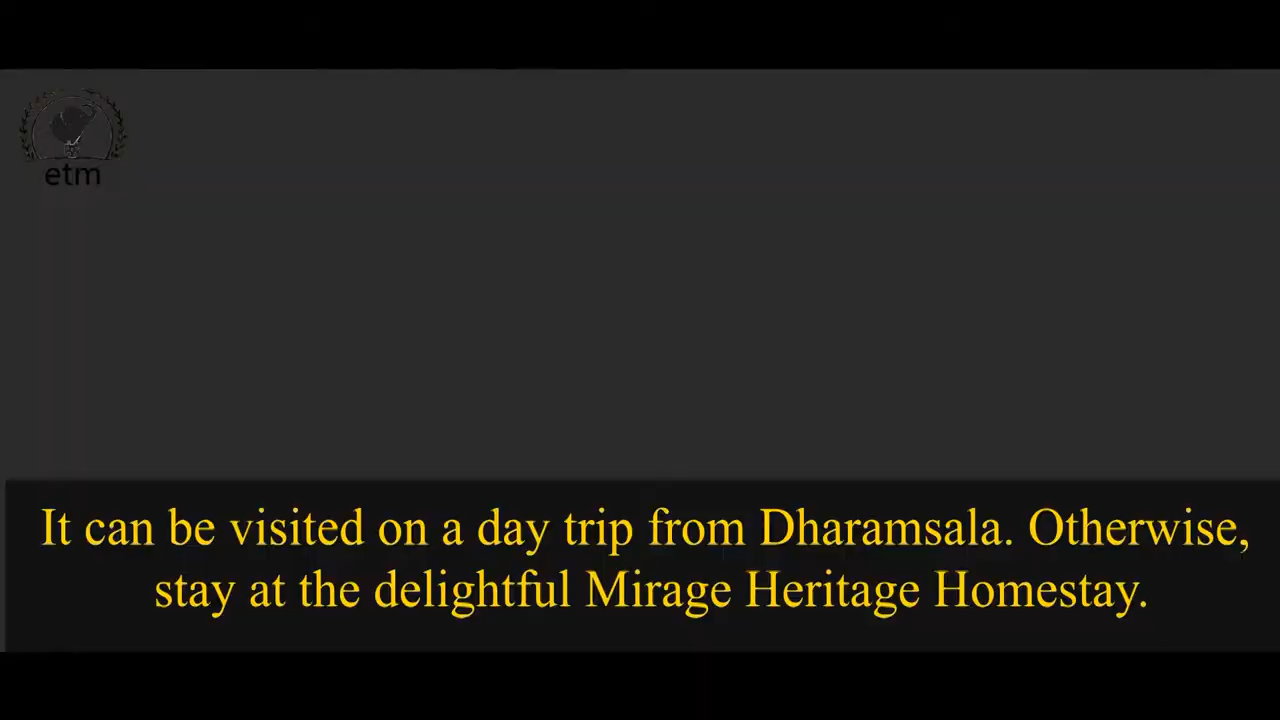 etm
It can be visited on a day trip from Dharamsala. Otherwise,
stay at the delightful Mirage Heritage Homestay.